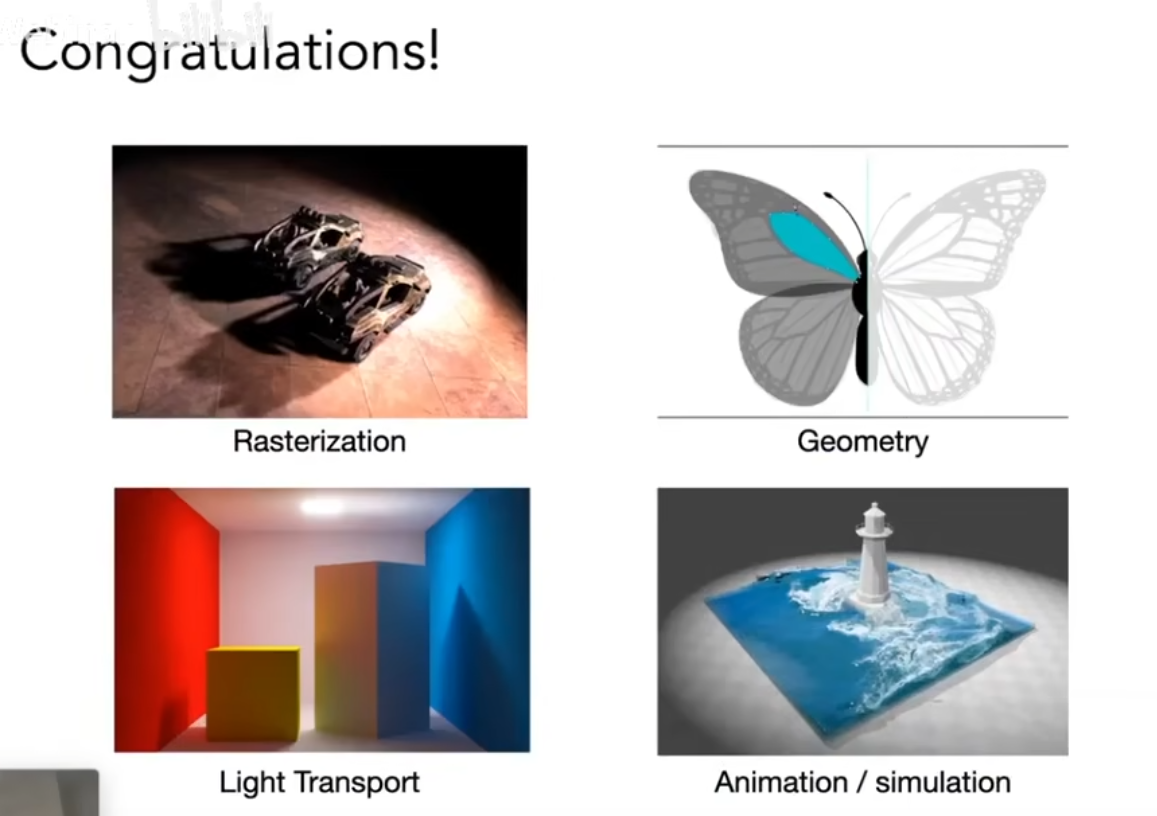 Congratulations!
Rasterization
Geometry
Light Transport
Animation / simulation